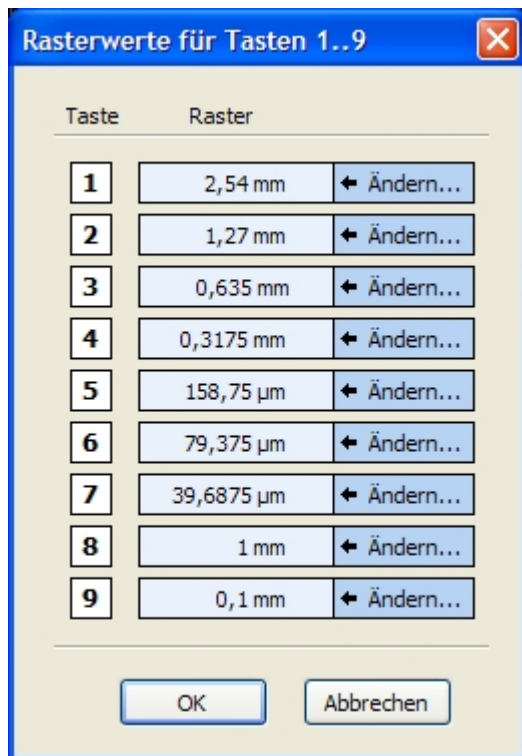 Rasterwerte für Tasten 1..9
Taste Raster
1 2,54 mm Ändern...
2 1,27 mm Ändern...
3 0,635 mm Ändern...
4 0,3175 mm Ändern...
5 158,75 µm Ändern...
6 79,375 µm Ändern...
7 39,6875 µm Ändern...
8 1 mm Ändern...
9 0,1 mm Ändern...
OK Abbrechen